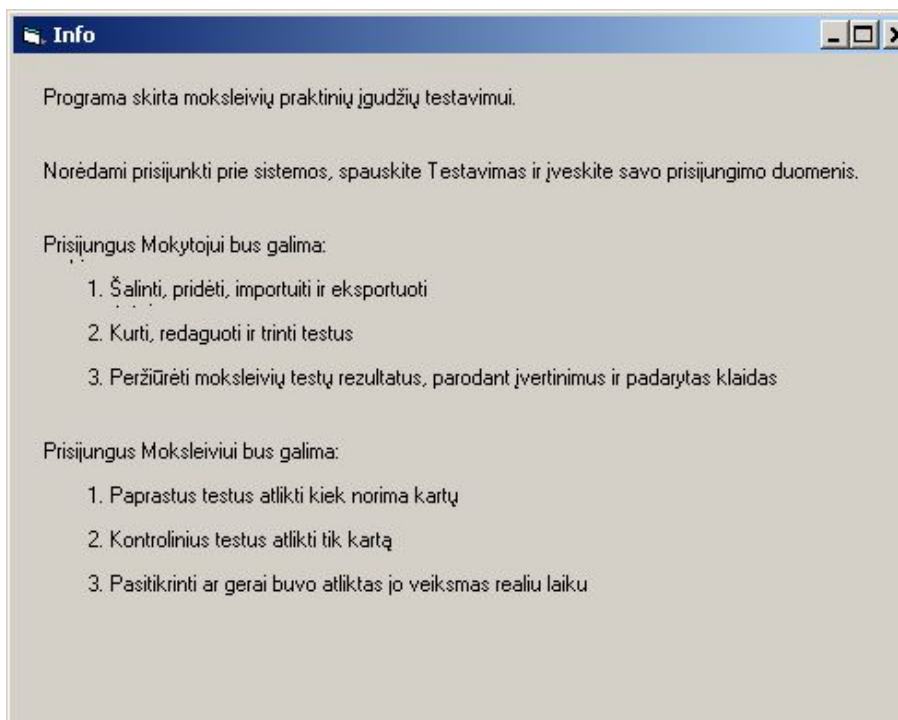 Info
Programa skirta moksleivių praktinių įgudžių testavimui.
Norėdami prisijunkti prie sistemos, spauskite Testavimas ir įveskite savo prisijungimo duomenis.
Prisijungus Mokytojui bus galima:
1. Šalinti, pridėti, importuiti ir eksportuoti
2. Kurti, redaguoti ir trinti testus
3. Peržiūrėti moksleivių testų rezultatus, parodant įvertinimus ir padarytas klaidas
Prisijungus Moksleiviui bus galima:
1. Paprastus testus atlikti kiek norima kartų
2. Kontrolinius testus atlikti tik kartą
3. Pasitikrinti ar gerai buvo atliktas jo veiksmas realiu laiku